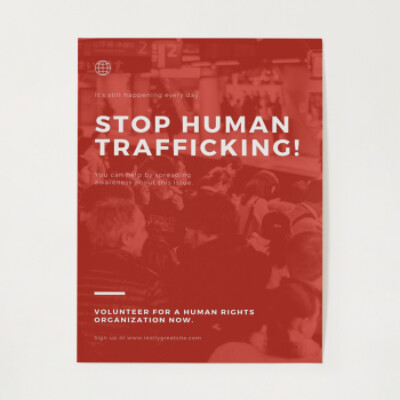 It's still happening every day.
STOP HUMAN
TRAFFICKING!
You can help by spreading
awareness about this issue.
VOLUNTEER FOR A HUMAN RIGHTS
ORGANIZATION NOW.
Sign up at www.reallygreatsite.com